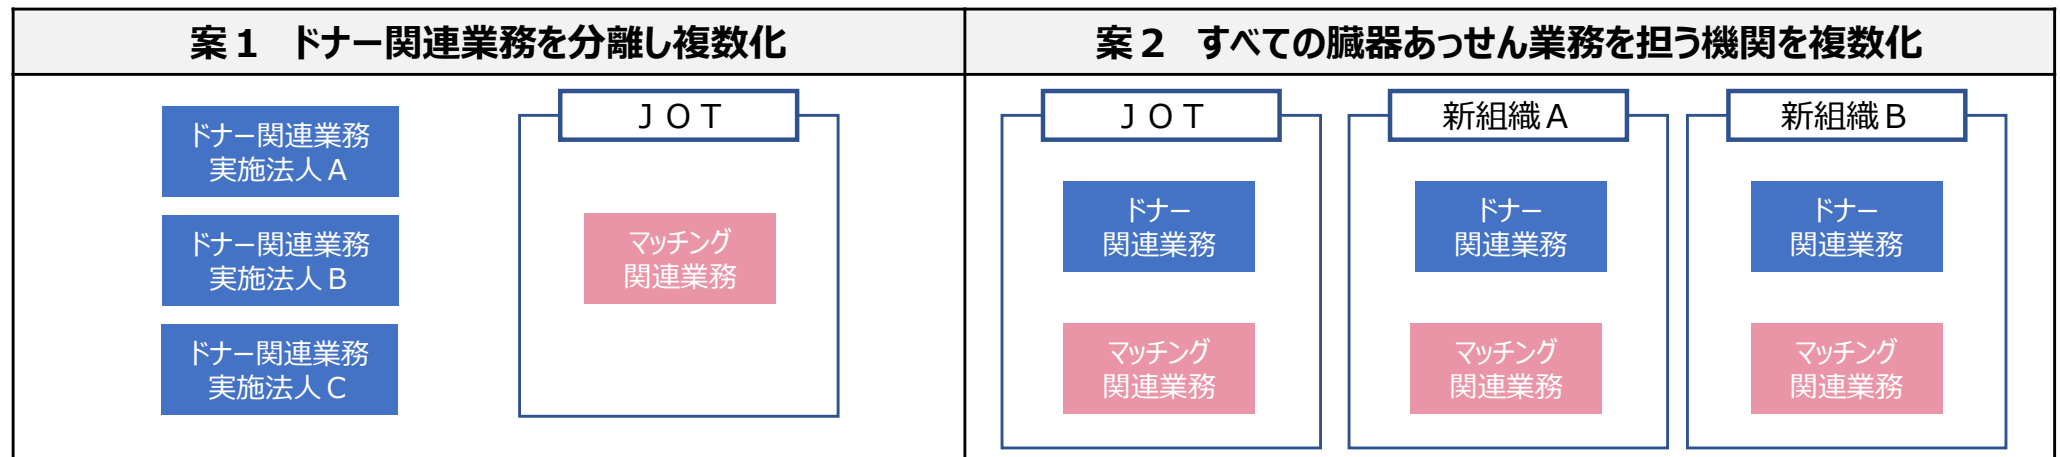 案１　ドナー関連業務を分離し複数化
ドナー関連業務
実施法人Ａ
ドナー関連業務
実施法人Ｂ
ドナー関連業務
実施法人Ｃ
ＪＯＴ
マッチング
関連業務
案２　すべての臓器あっせん業務を担う機関を複数化
ＪＯＴ
ドナー
関連業務
マッチング
関連業務
新組織Ａ
ドナー
関連業務
マッチング
関連業務
新組織Ｂ
ドナー
関連業務
マッチング
関連業務